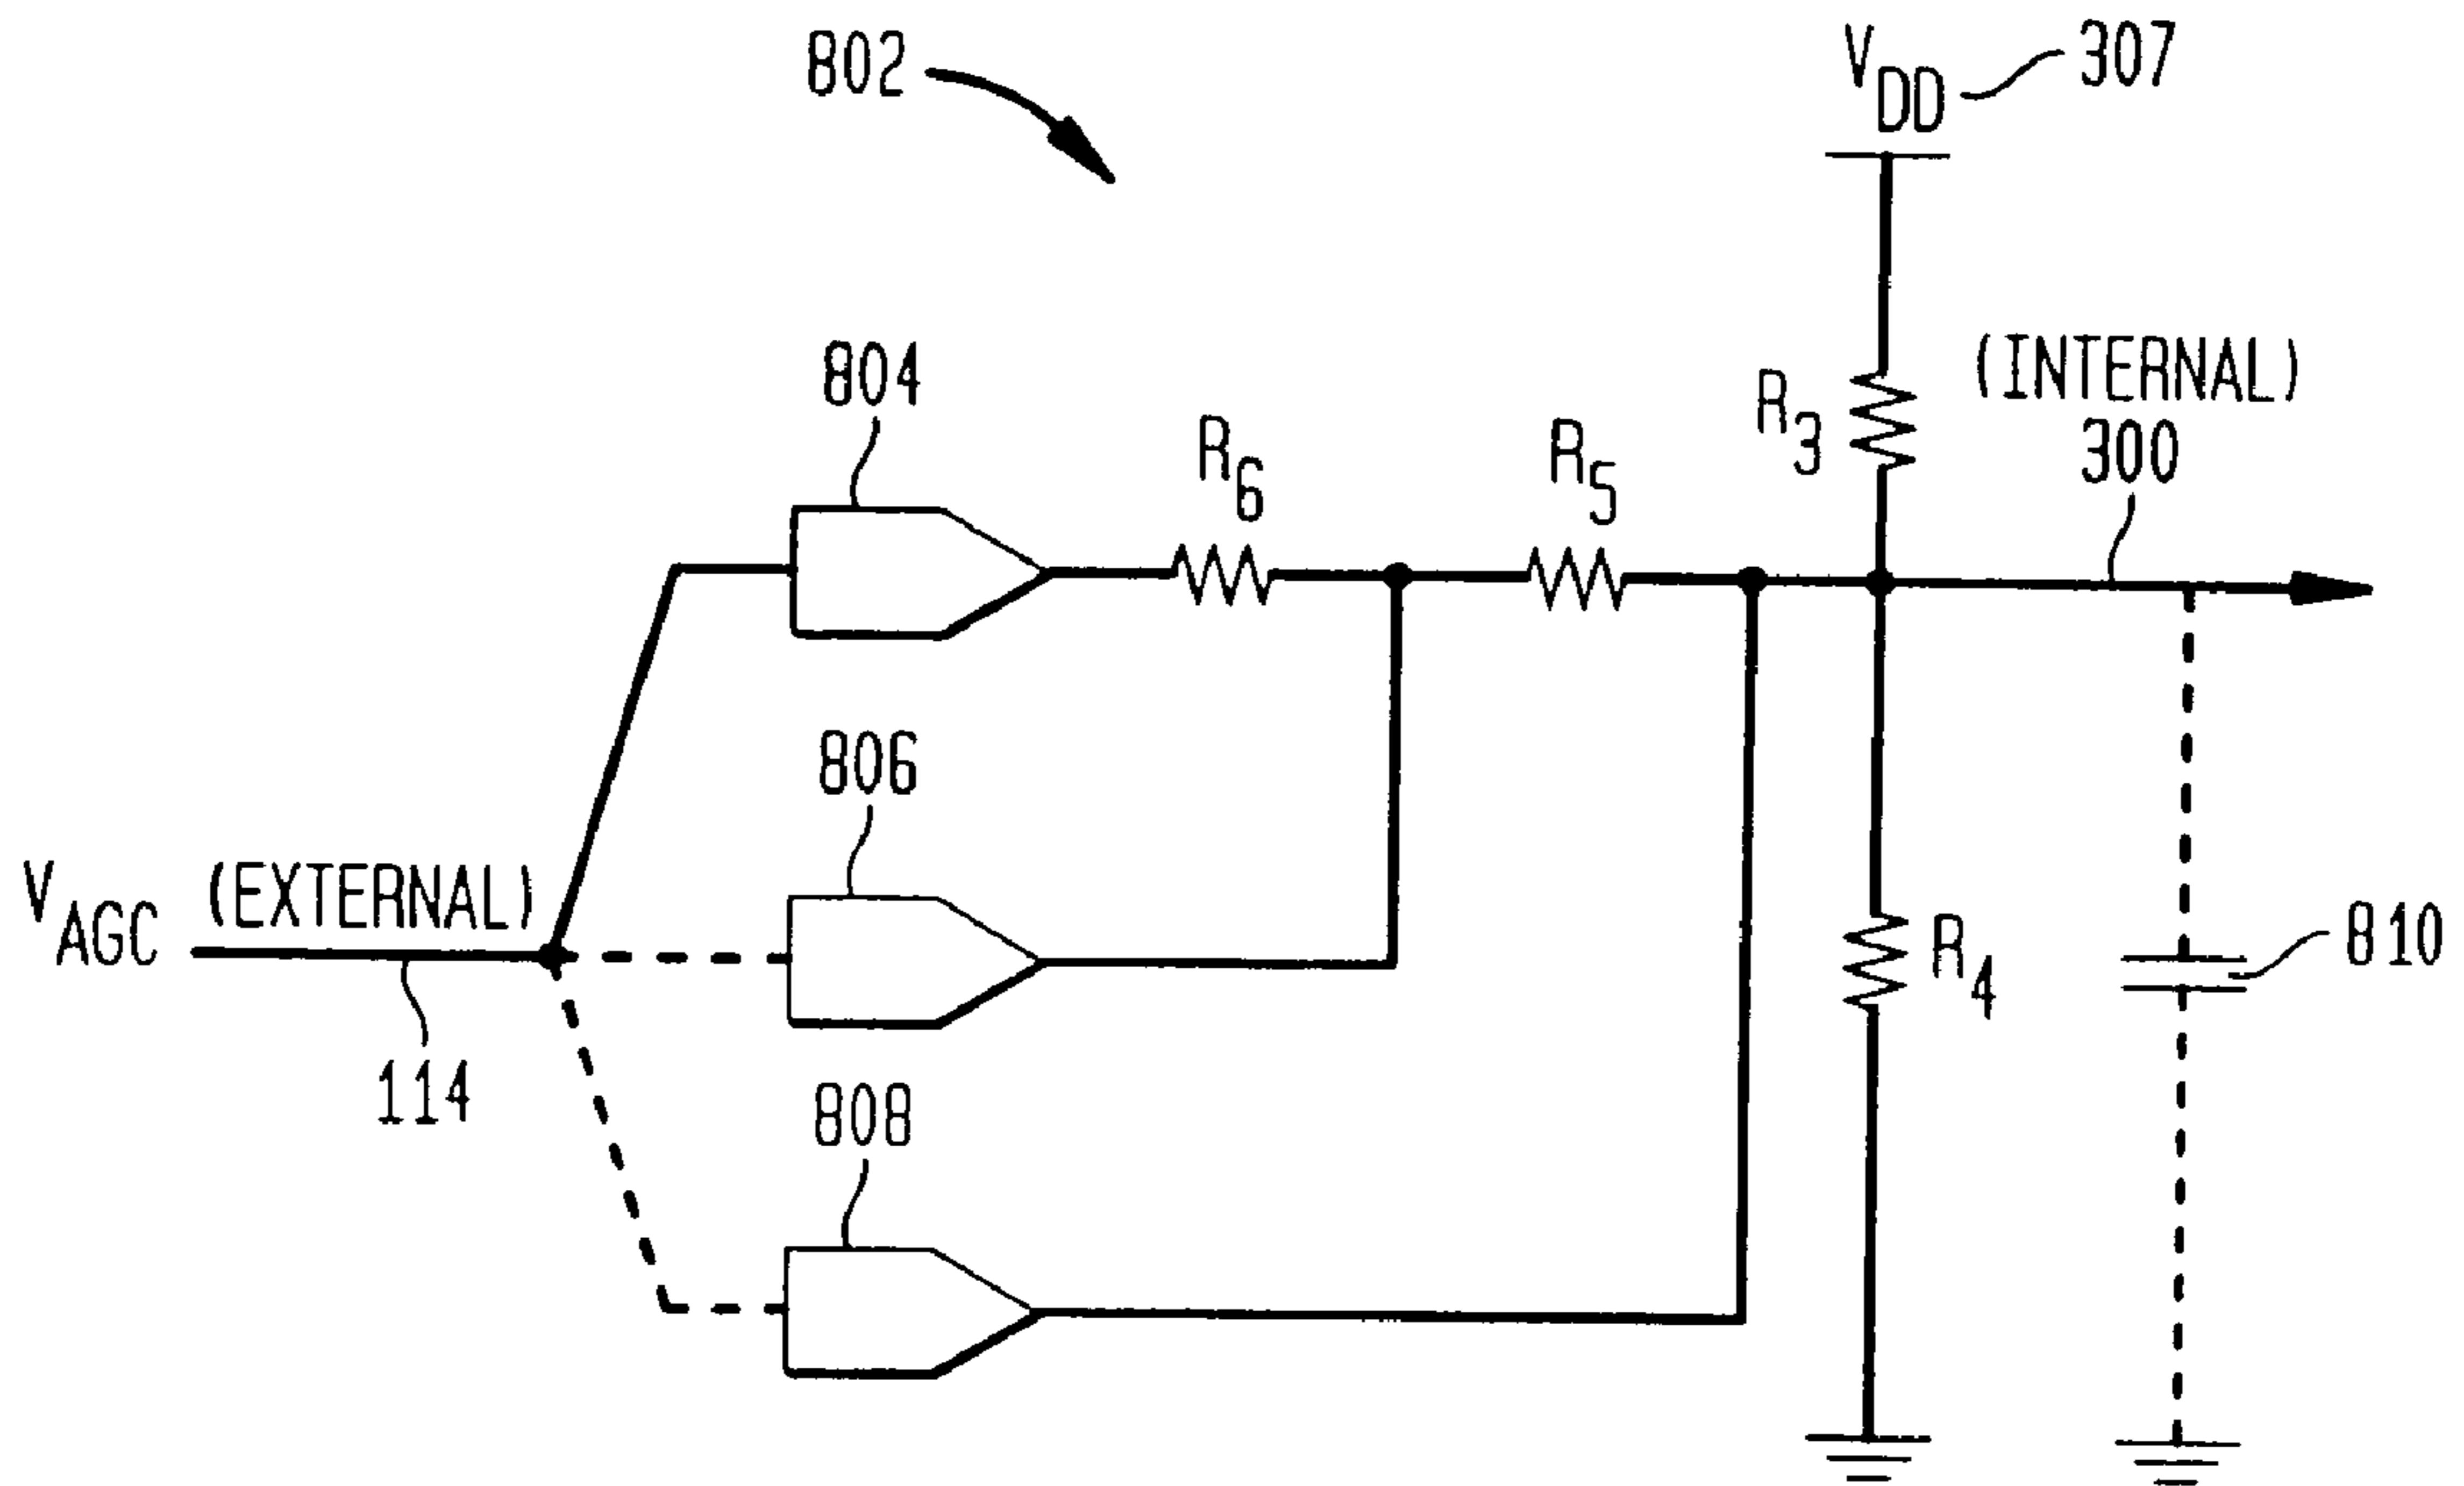 802
VDD
307
804
R6
R5
R3
(INTERNAL)
300
806
VAGC (EXTERNAL)
114
808
R4
810